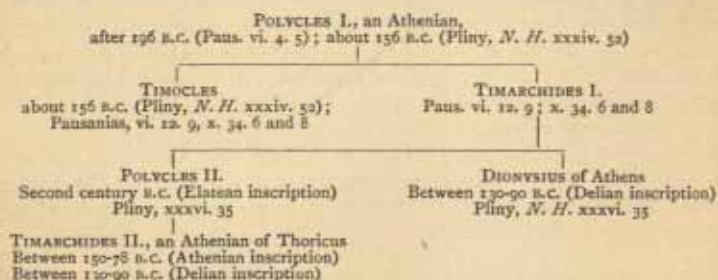 POLYCLES I., an Athenian,
after 196 B.C. (Paus. vi. 4. 5); about 156 B.C. (Pliny, N. H. xxxiv. 52)
TIMOCLES
about 156 B.C. (Pliny, N. H. xxxiv. 52);
Pausanias, vi. 12. 9, x. 34. 6 and 8
TIMARCHIDES I.
Paus. vi. 12. 9; x. 34. 6 and 8
POLYCLES II.
Second century B.C. (Elatean inscription)
Pliny, xxxvi. 35
DIONYSIUS of Athens
Between 130-90 B.C. (Delian inscription)
Pliny, N. H. xxxvi. 35
TIMARCHIDES II., an Athenian of Thoricus
Between 150-78 B.C. (Athenian inscription)
Between 130-90 B.C. (Delian inscription)